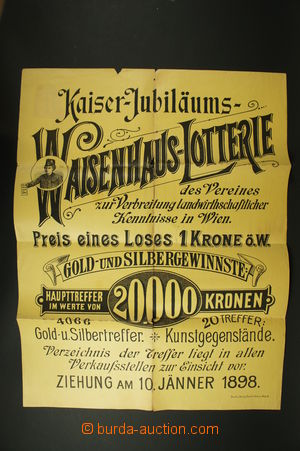 Kaiser-Jubiläums-
Waisenhaus-Lotterie
des Vereines
zur Verbreitung landwirthschaftlicher
Kenntnisse in Wien.
Preis eines Loses 1 Krone ö.W.
Gold- und Silbergewinnste:
Haupttreffer
im Werte von
20,000
Kronen
4066
20 Treffer:
Gold-u. Silbertreffer. Kunstgegenstände.
Verzeichnis der Treffer liegt in allen
Verkaufsstellen zur Einsicht vor.
Ziehung am 10. Jänner 1898.
© burda-auction.com